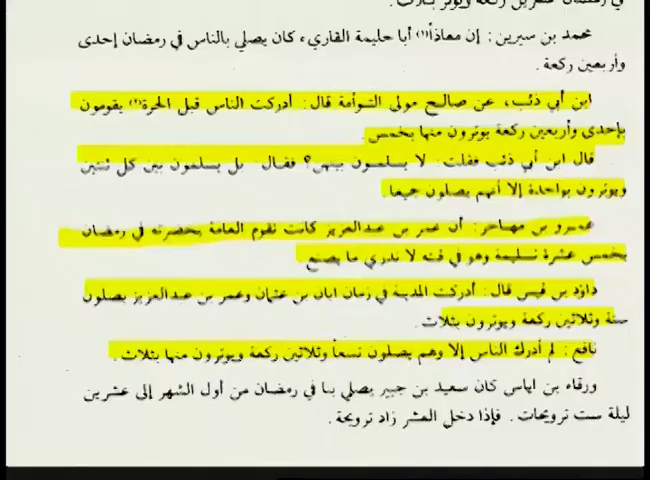 في رمضان عشرين ركعة ويوتر بثلاث .
محمد بن سيرين : إن معاذاً(١) أبا حليمة القاريء كان يصلي بالناس في رمضان إحدى
وأربعين ركعة .
ابن أبي ذئب ، عن صالح مولى التوأمة قال : أدركت الناس قبل الحرة(٢) يقومون
بإحدى وأربعين ركعة يوترون منها بخمس .
قال ابن أبي ذئب فقلت : لا يسلمون بينهن ؟ فقال : بل يسلمون بين كل ثنتين
ويوترون بواحدة إلا أنهم يصلون جميعا
عمرو بن مهاجر : أن عمر بن عبدالعزيز كانت تقوم العامة بحضرته في رمضان
بخمس عشرة تسليمة وهو في قبته لا ندري ما يصنع
داؤد بن قيس قال : أدركت المدينة في زمان ابان بن عثمان وعمر بن عبدالعزيز يصلون
ستة وثلاثين ركعة ويوترون بثلاث .
نافع : لم أدرك الناس إلا وهم يصلون تسعاً وثلاثين ركعة ويوترون منها بثلاث .
ورقاء بن اياس كان سعيد بن جبير يصلي بنا في رمضان من أول الشهر إلى عشرين
ليلة ست ترويحات . فإذا دخل العشر زاد ترويحة .